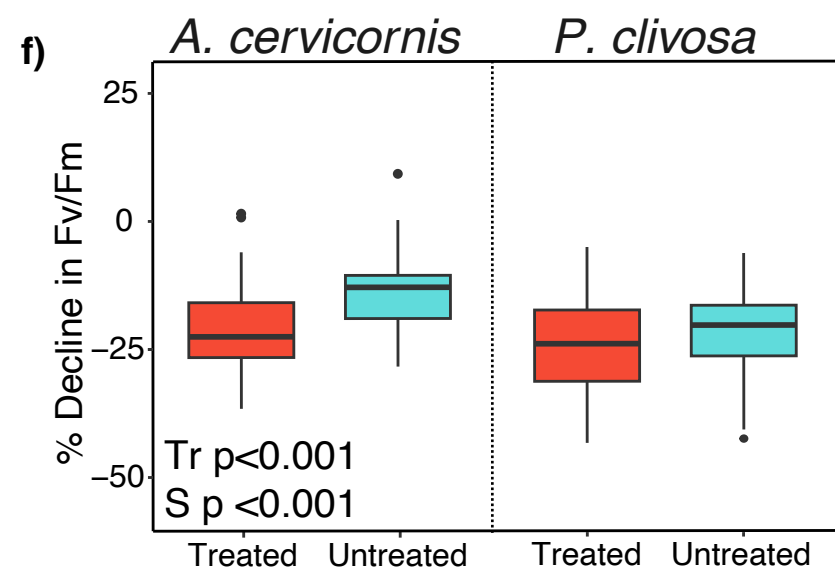 f)
A. cervicornis
P. clivosa
% Decline in Fv/Fm
25
0
−25
−50
Tr p<0.001
S p <0.001
Treated
Untreated
Treated
Untreated